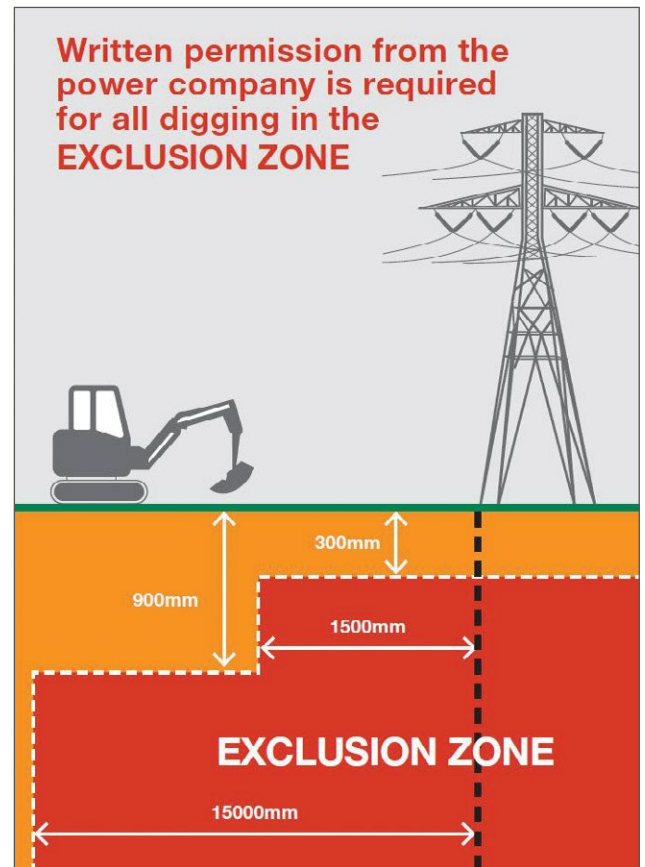 Written permission from the
power company is required
for all digging in the
EXCLUSION ZONE
300mm
900mm
1500mm
EXCLUSION ZONE
15000mm